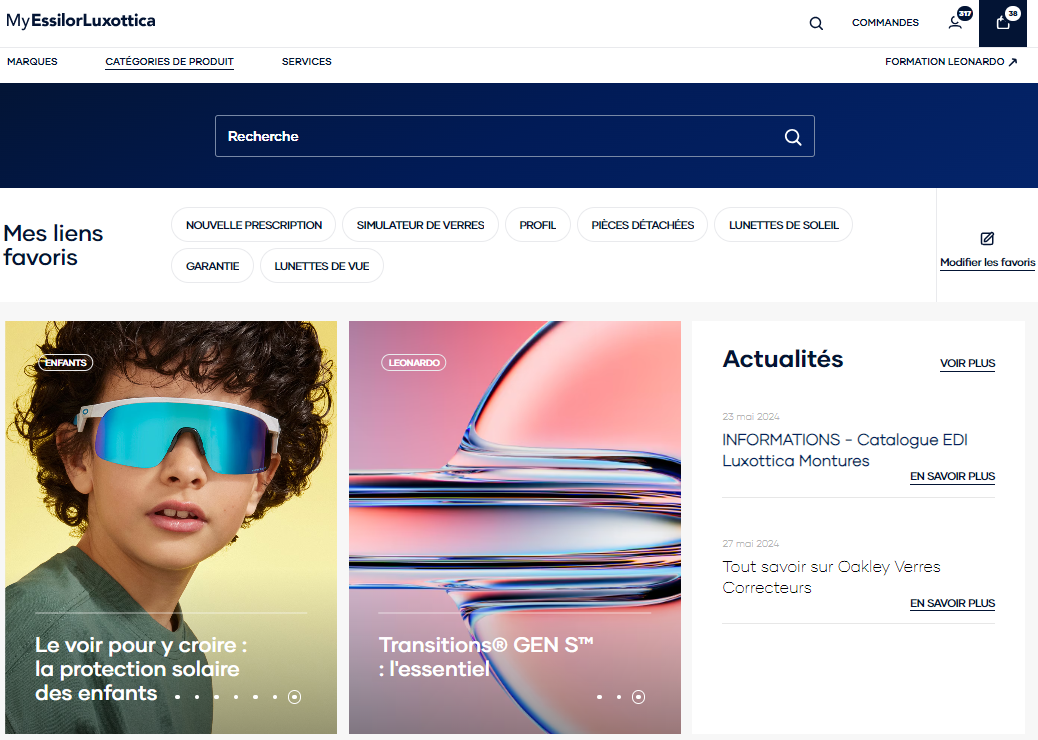 MyEssilorLuxottica
COMMANDES
317
38
MARQUES
CATÉGORIES DE PRODUIT
SERVICES
FORMATION LEONARDO
Recherche
Mes liens
favoris
NOUVELLE PRESCRIPTION
SIMULATEUR DE VERRES
PROFIL
PIÈCES DÉTACHÉES
LUNETTES DE SOLEIL
GARANTIE
LUNETTES DE VUE
Modifier les favoris
ENFANTS
Le voir pour y croire :
la protection solaire
des enfants
LEONARDO
Transitions® GEN S™
: l'essentiel
Actualités
VOIR PLUS
23 mai 2024
INFORMATIONS - Catalogue EDI
Luxottica Montures
EN SAVOIR PLUS
27 mai 2024
Tout savoir sur Oakley Verres
Correcteurs
EN SAVOIR PLUS